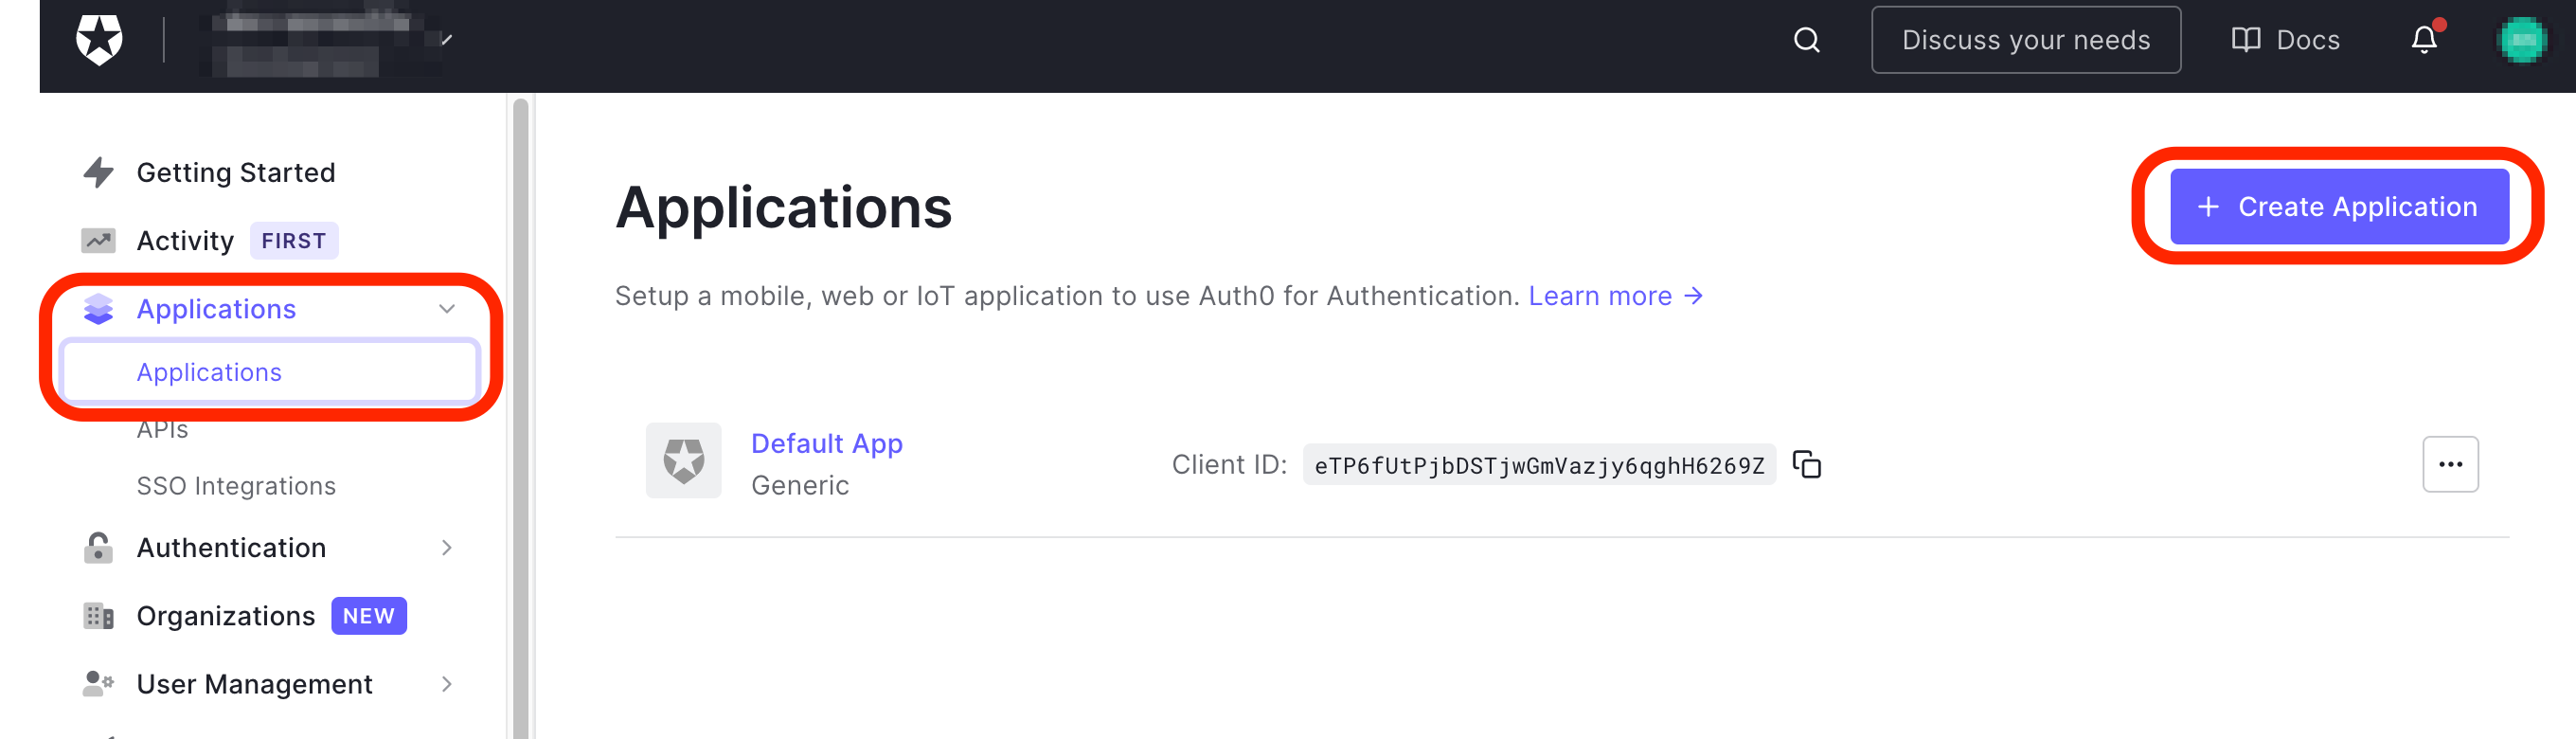 Discuss your needs
Docs
Getting Started
Activity FIRST
Applications
Applications
APIs
SSO Integrations
Authentication
Organizations NEW
User Management
Applications
+ Create Application
Setup a mobile, web or IoT application to use Auth0 for Authentication. Learn more →
Default App
Generic
Client ID: eTP6fUtPjbDSTjwGmVazjy6qghH6269Z